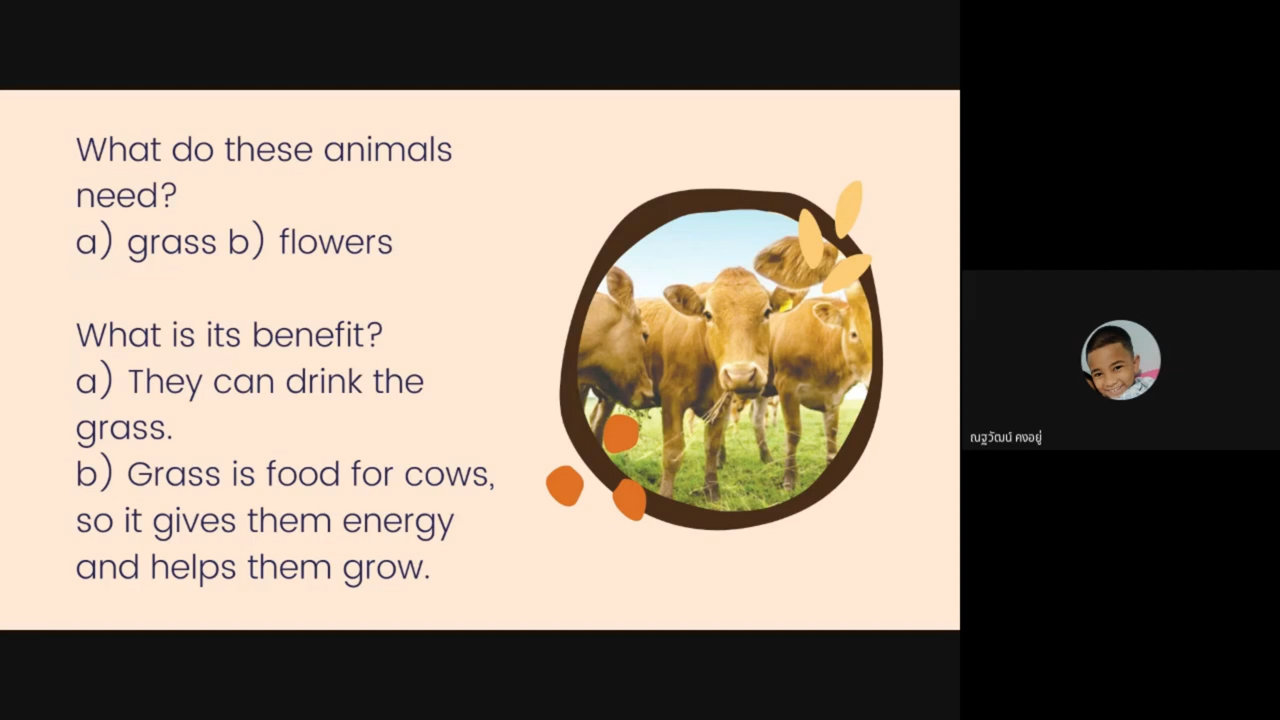 What do these animals
need?
a) grass b) flowers
What is its benefit?
a) They can drink the
grass.
b) Grass is food for cows,
so it gives them energy
and helps them grow.
ณฐวัฒน์ คงอยู่